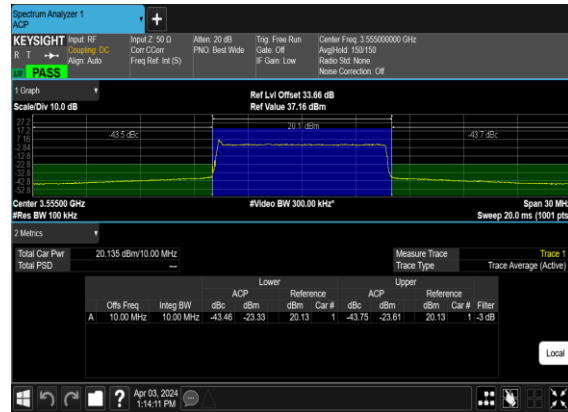 Spectrum Analyzer 1
ACP
+
KEYSIGHT Input: RF Input Z: 50 Ω Atten: 20 dB Trig: Free Run Center Freq: 3.555000000 GHz
R T Coupling: DC Corr CCorr PNO: Best Wide Gate: Off Avg|Hold: 150/150
Align: Auto Freq Ref: Int (S) IF Gain: Low Radio Std: None
PASS Noise Correction: Off
1 Graph Ref Lvl Offset 33.66 dB
Scale/Div 10.0 dB Ref Value 37.16 dBm
27.2
17.2
7.16
-2.84
-12.8
-22.8
-32.8
-42.8
-52.8
-43.5 dBc 20.1 dBm -43.7 dBc
Center 3.55500 GHz #Video BW 300.00 kHz* Span 30 MHz
#Res BW 100 kHz Sweep 20.0 ms (1001 pts)
2 Metrics
Total Car Pwr 20.135 dBm/10.00 MHz Measure Trace Trace 1
Total PSD --- Trace Type Trace Average (Active)
Lower Upper
ACP Reference ACP Reference
Offs Freq Integ BW dBc dBm dBm Car # dBc dBm dBm Car # Filter
A 10.00 MHz 10.00 MHz -43.46 -23.33 20.13 1 -43.75 -23.61 20.13 1 -3 dB
Local
? Apr 03, 2024
1:14:11 PM